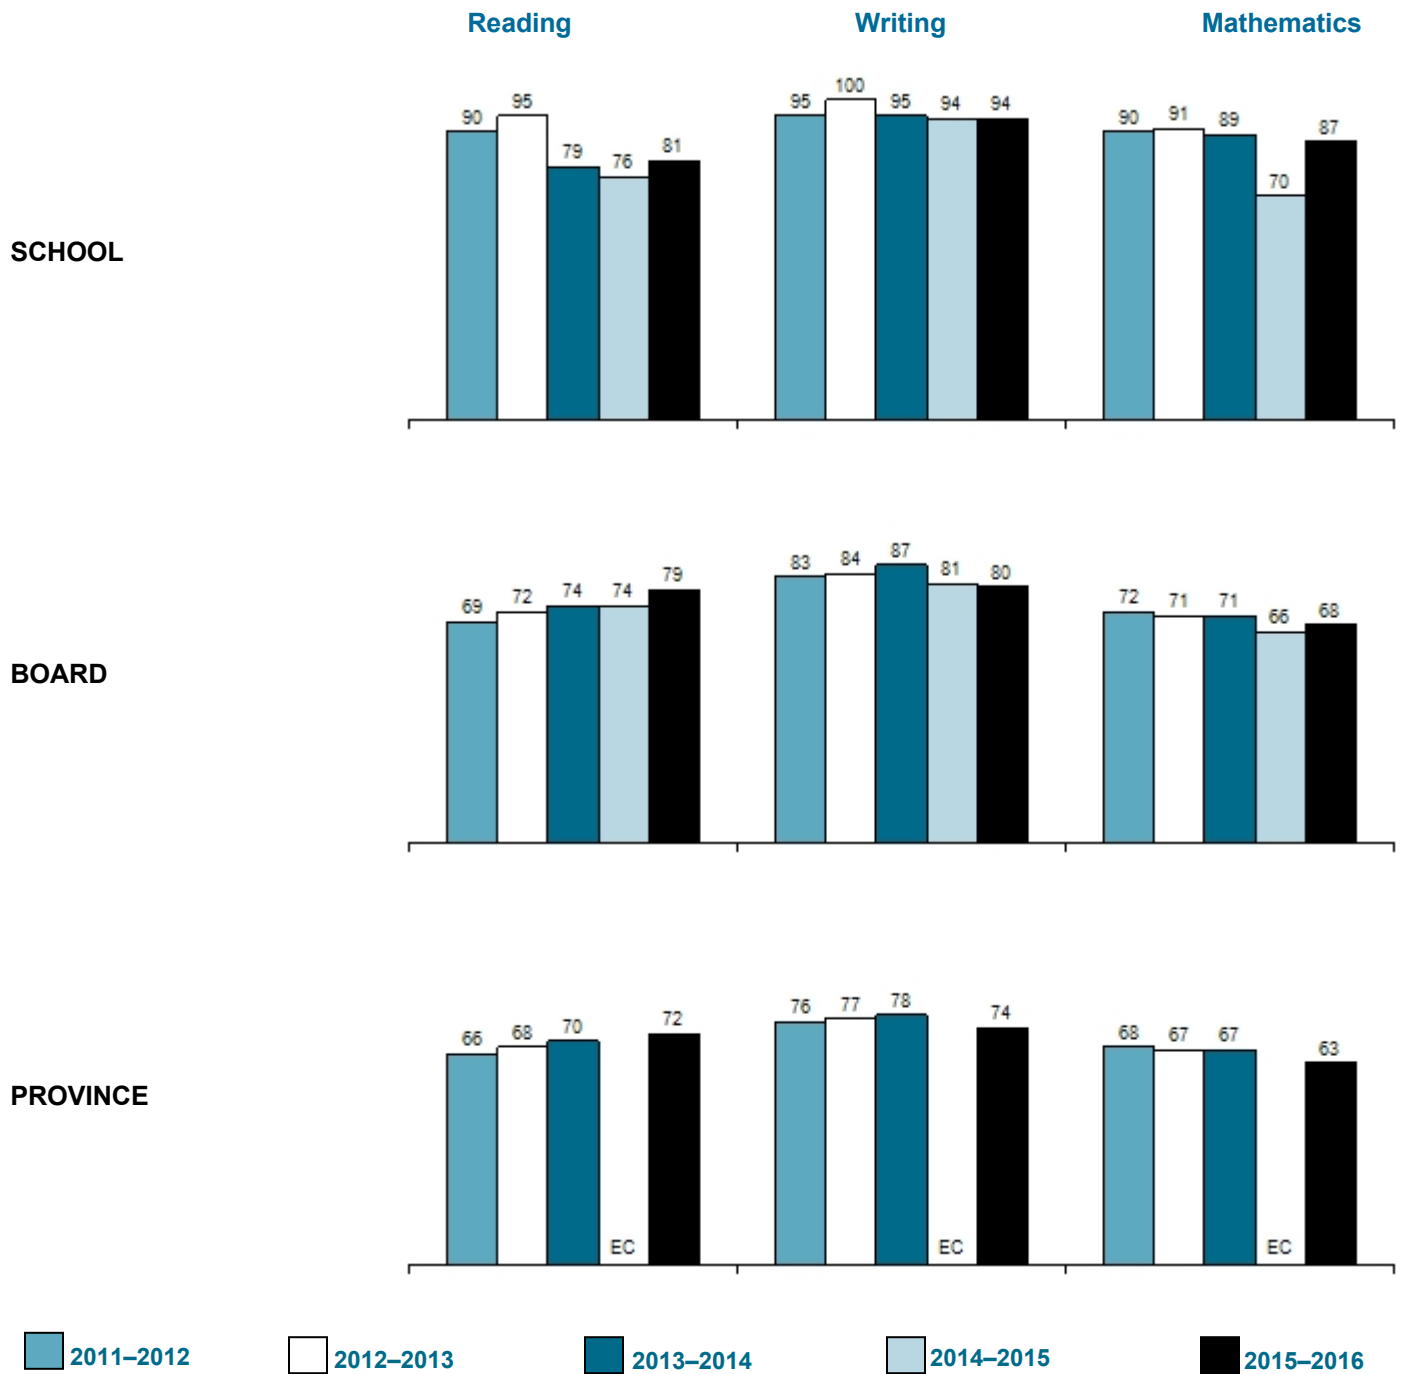 Reading Writing Mathematics
90 95 79 76 81 95 100 95 94 94 90 91 89 70 87
SCHOOL
69 72 74 74 79 83 84 87 81 80 72 71 71 66 68
BOARD
66 68 70 EC 72 76 77 78 EC 74 68 67 67 EC 63
PROVINCE
2011–2012 2012–2013 2013–2014 2014–2015 2015–2016